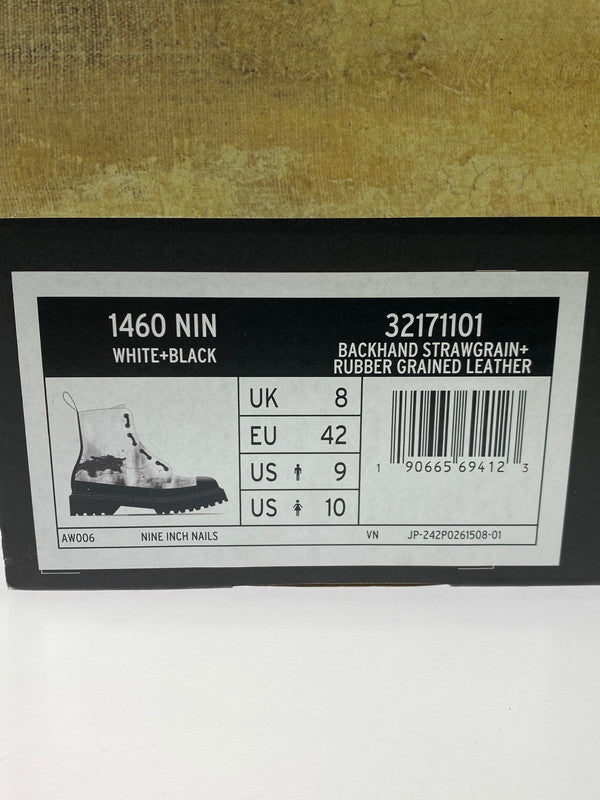 1460 NIN
WHITE+BLACK
32171101
BACKHAND STRAWGRAIN+
RUBBER GRAINED LEATHER
UK 8
EU 42
US 9
US 10
1 90665 69412 3
AW006 NINE INCH NAILS VN JP-242P0261508-01